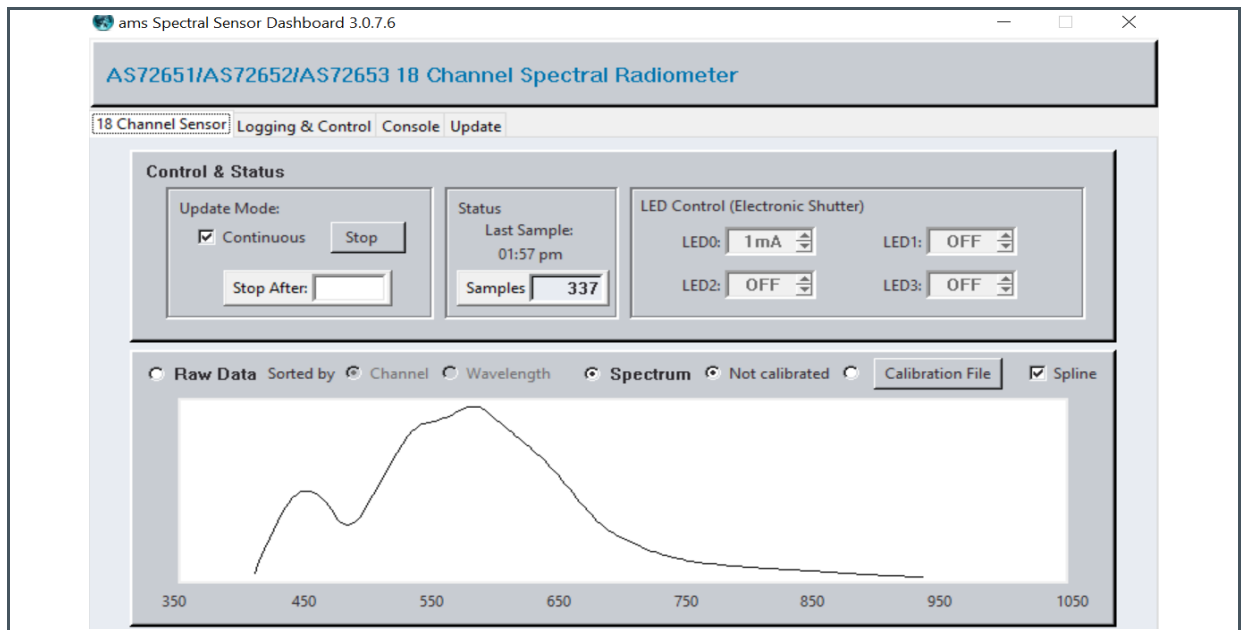 ams Spectral Sensor Dashboard 3.0.7.6
AS72651/AS72652/AS72653 18 Channel Spectral Radiometer
18 Channel Sensor Logging & Control Console Update
Control & Status
Update Mode:
Continuous Stop
Stop After:
Status
Last Sample:
01:57 pm
Samples 337
LED Control (Electronic Shutter)
LED0: 1mA LED1: OFF
LED2: OFF LED3: OFF
Raw Data Sorted by Channel Wavelength Spectrum Not calibrated Calibration File Spline
350 450 550 650 750 850 950 1050